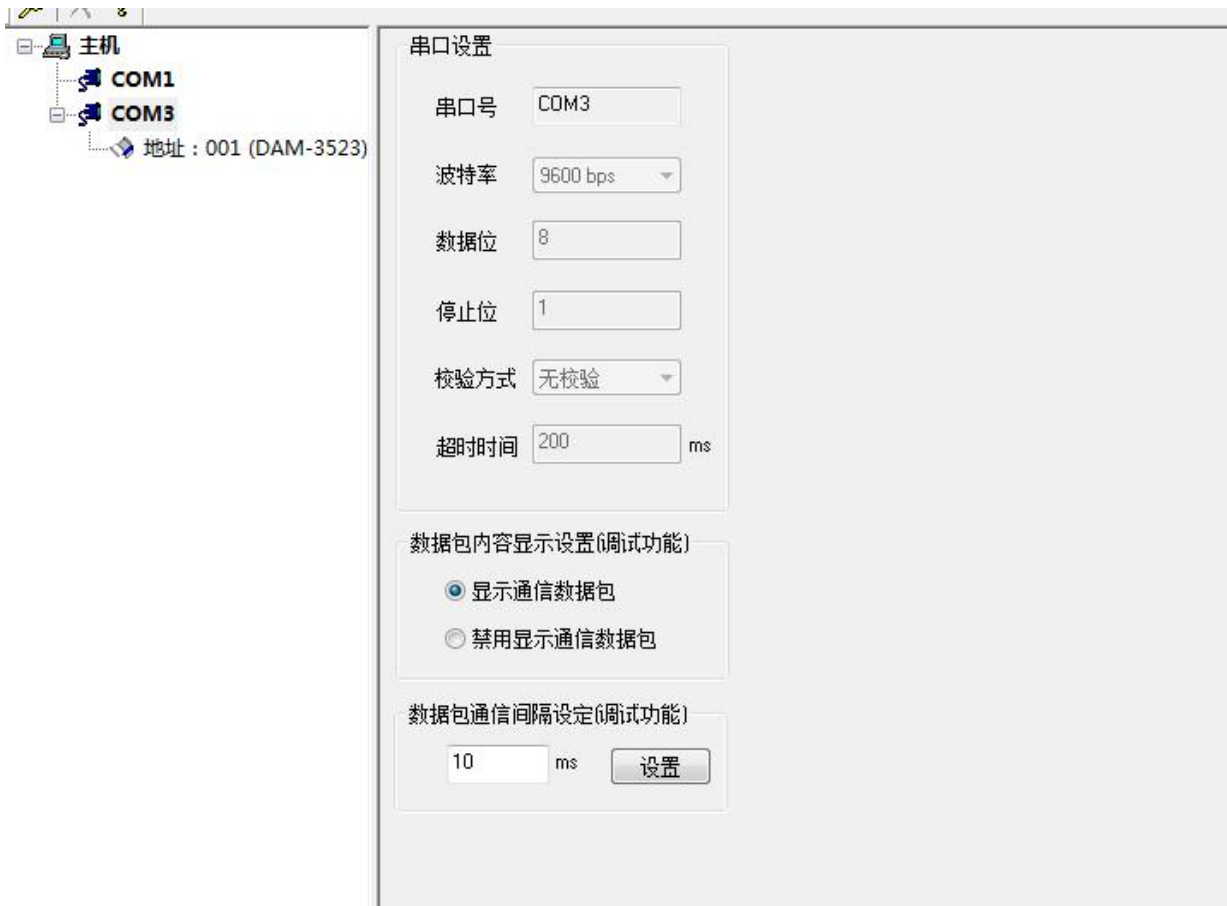 主机
COM1
COM3
地址：001 (DAM-3523)
串口设置
串口号 COM3
波特率 9600 bps
数据位 8
停止位 1
校验方式 无校验
超时时间 200 ms
数据包内容显示设置(调试功能)
显示通信数据包
禁用显示通信数据包
数据包通信间隔设定(调试功能)
10 ms 设置